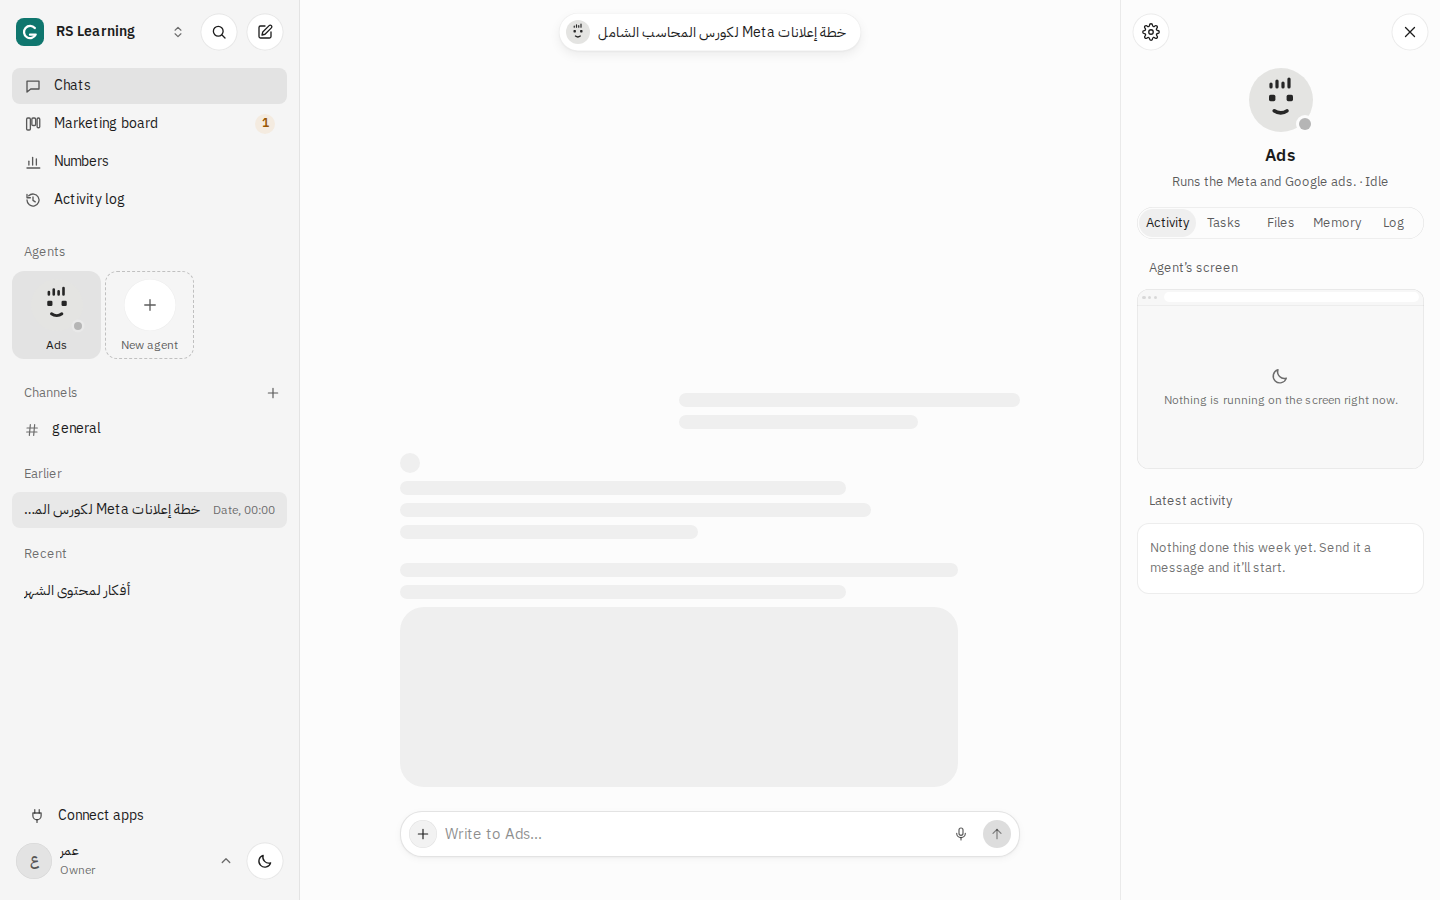 RS Learning
Chats
Marketing board 1
Numbers
Activity log
Agents
Ads
New agent
Channels
general
Earlier
خطة إعلانات Meta لكورس الم...
Date, 00:00
Recent
أفكار لمحتوى الشهر
Connect apps
ع
عمر
Owner
خطة إعلانات Meta لكورس المحاسب الشامل
Write to Ads...
Ads
Runs the Meta and Google ads. · Idle
Activity Tasks Files Memory Log
Agent's screen
Nothing is running on the screen right now.
Latest activity
Nothing done this week yet. Send it a
message and it'll start.